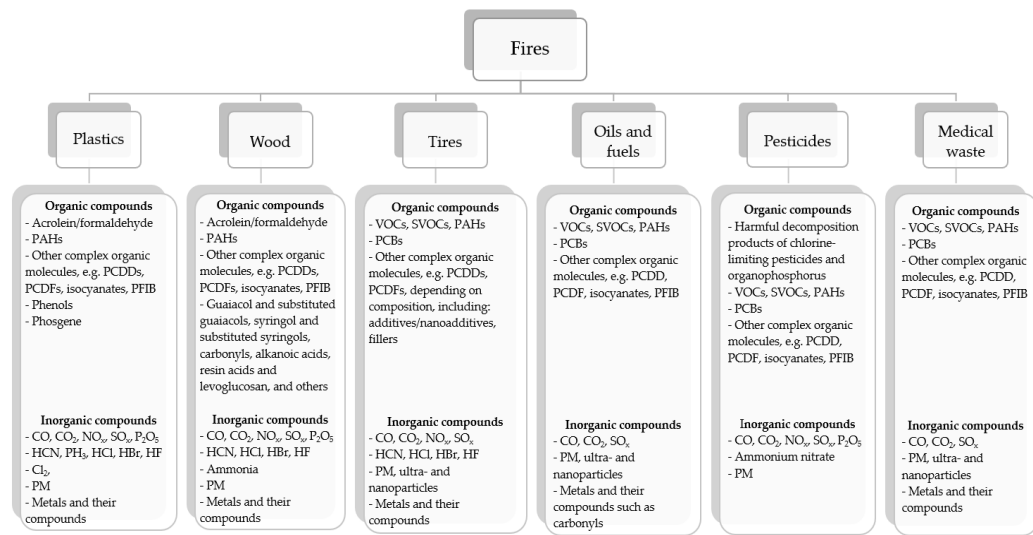 Fires
Plastics
Wood
Tires
Oils and
fuels
Pesticides
Medical
waste
Organic compounds
- Acrolein/formaldehyde
- PAHs
- Other complex organic
molecules, e.g. PCDDs,
PCDFs, isocyanates, PFIB
- Phenols
- Phosgene
Inorganic compounds
- CO, CO₂, NOₓ, SOₓ, P₂O₅
- HCN, PH₃, HCl, HBr, HF
- Cl₂,
- PM
- Metals and their
compounds
Organic compounds
- Acrolein/formaldehyde
- PAHs
- Other complex organic
molecules, e.g. PCDDs,
PCDFs, isocyanates, PFIB
- Guaiacol and substituted
guaiacols, syringol and
substituted syringols,
carbonyls, alkanoic acids,
resin acids and
levoglucosan, and others
Inorganic compounds
- CO, CO₂, NOₓ, SOₓ, P₂O₅
- HCN, HCl, HBr, HF
- Ammonia
- PM
- Metals and their
compounds
Organic compounds
- VOCs, SVOCs, PAHs
- PCBs
- Other complex organic
molecules, e.g. PCDDs,
PCDFs, depending on
composition, including:
additives/nanoadditives,
fillers
Inorganic compounds
- CO, CO₂, NOₓ, SOₓ
- HCN, HCl, HBr, HF
- PM, ultra- and
nanoparticles
- Metals and their
compounds
Organic compounds
- VOCs, SVOCs, PAHs
- PCBs
- Other complex organic
molecules, e.g. PCDD,
PCDF, isocyanates, PFIB
Inorganic compounds
- CO, CO₂, SOₓ
- PM, ultra- and
nanoparticles
- Metals and their
compounds such as
carbonyls
Organic compounds
- Harmful decomposition
products of chlorine-
limiting pesticides and
organophosphorus
- VOCs, SVOCs, PAHs
- PCBs
- Other complex organic
molecules, e.g. PCDD,
PCDF, isocyanates, PFIB
Inorganic compounds
- CO, CO₂, NOₓ, SOₓ, P₂O₅
- Ammonium nitrate
- PM
Organic compounds
- VOCs, SVOCs, PAHs
- PCBs
- Other complex organic
molecules, e.g. PCDD,
PCDF, isocyanates, PFIB
Inorganic compounds
- CO, CO₂, SOₓ
- PM, ultra- and
nanoparticles
- Metals and their
compounds